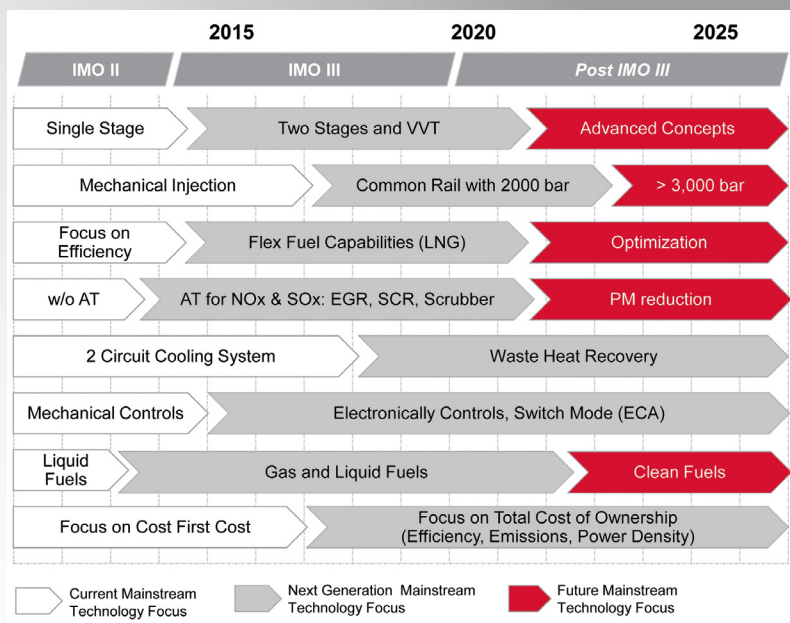 2015 2020 2025
IMO II IMO III Post IMO III
Single Stage Two Stages and VVT Advanced Concepts
Mechanical Injection Common Rail with 2000 bar > 3,000 bar
Focus on
Efficiency Flex Fuel Capabilities (LNG) Optimization
w/o AT AT for NOx & SOx: EGR, SCR, Scrubber PM reduction
2 Circuit Cooling System Waste Heat Recovery
Mechanical Controls Electronically Controls, Switch Mode (ECA)
Liquid
Fuels Gas and Liquid Fuels Clean Fuels
Focus on Cost First Cost Focus on Total Cost of Ownership
(Efficiency, Emissions, Power Density)
Current Mainstream
Technology Focus
Next Generation Mainstream
Technology Focus
Future Mainstream
Technology Focus